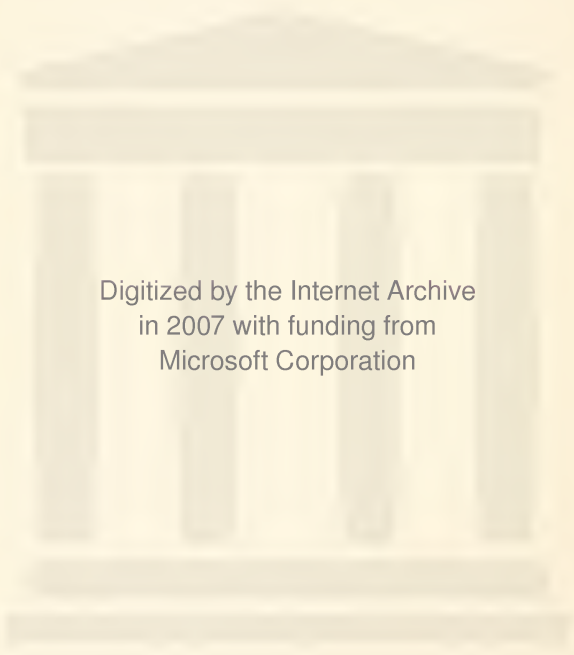 Digitized by the Internet Archive
in 2007 with funding from
Microsoft Corporation